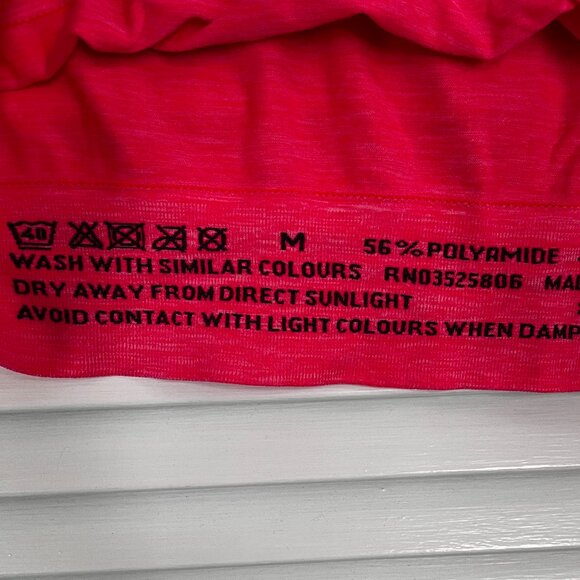 40 M 56% POLYAMIDE
WASH WITH SIMILAR COLOURS RN03525806
DRY AWAY FROM DIRECT SUNLIGHT
AVOID CONTACT WITH LIGHT COLOURS WHEN DAMP